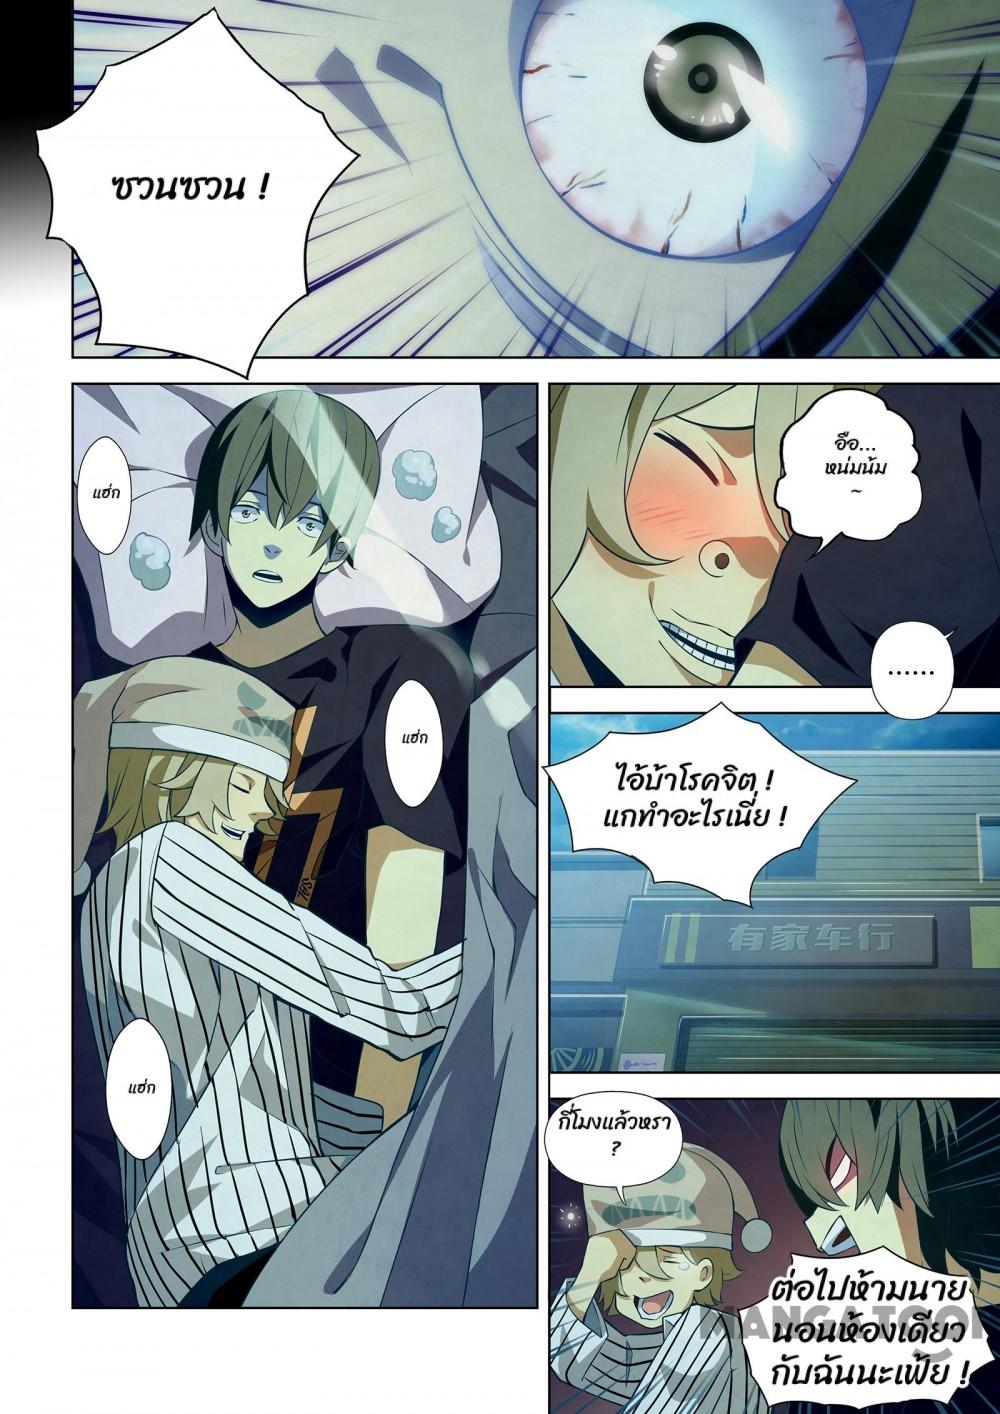 ซวนซวน !
แฮ่ก
แฮ่ก
แฮ่ก
อือ...
หน่มน้ม
~
......
ไอ้บ้าโรคจิต !
แกทำอะไรเนี่ย !
有家车行
กี่โมงแล้วหรา
?
ต่อไปห้ามนาย
นอนห้องเดียว
กับฉันนะเฟ้ย !
MANGATOON